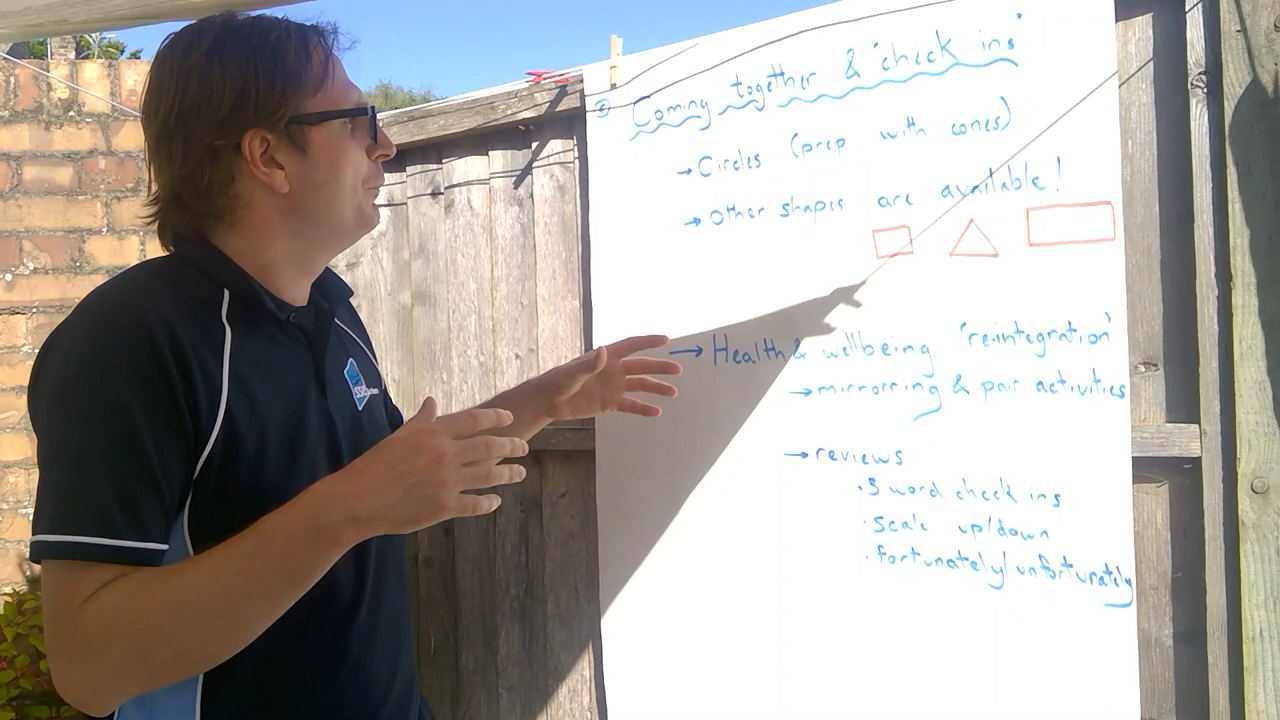 Coming together & 'check ins'
→ Circles (prep with cones)
→ Other shapes are available!
→ Health & wellbeing 'reintegration'
→ mirrorring & pair activities
→ reviews
· 3 word check ins
· scale up/down
· fortunately/unfortunately